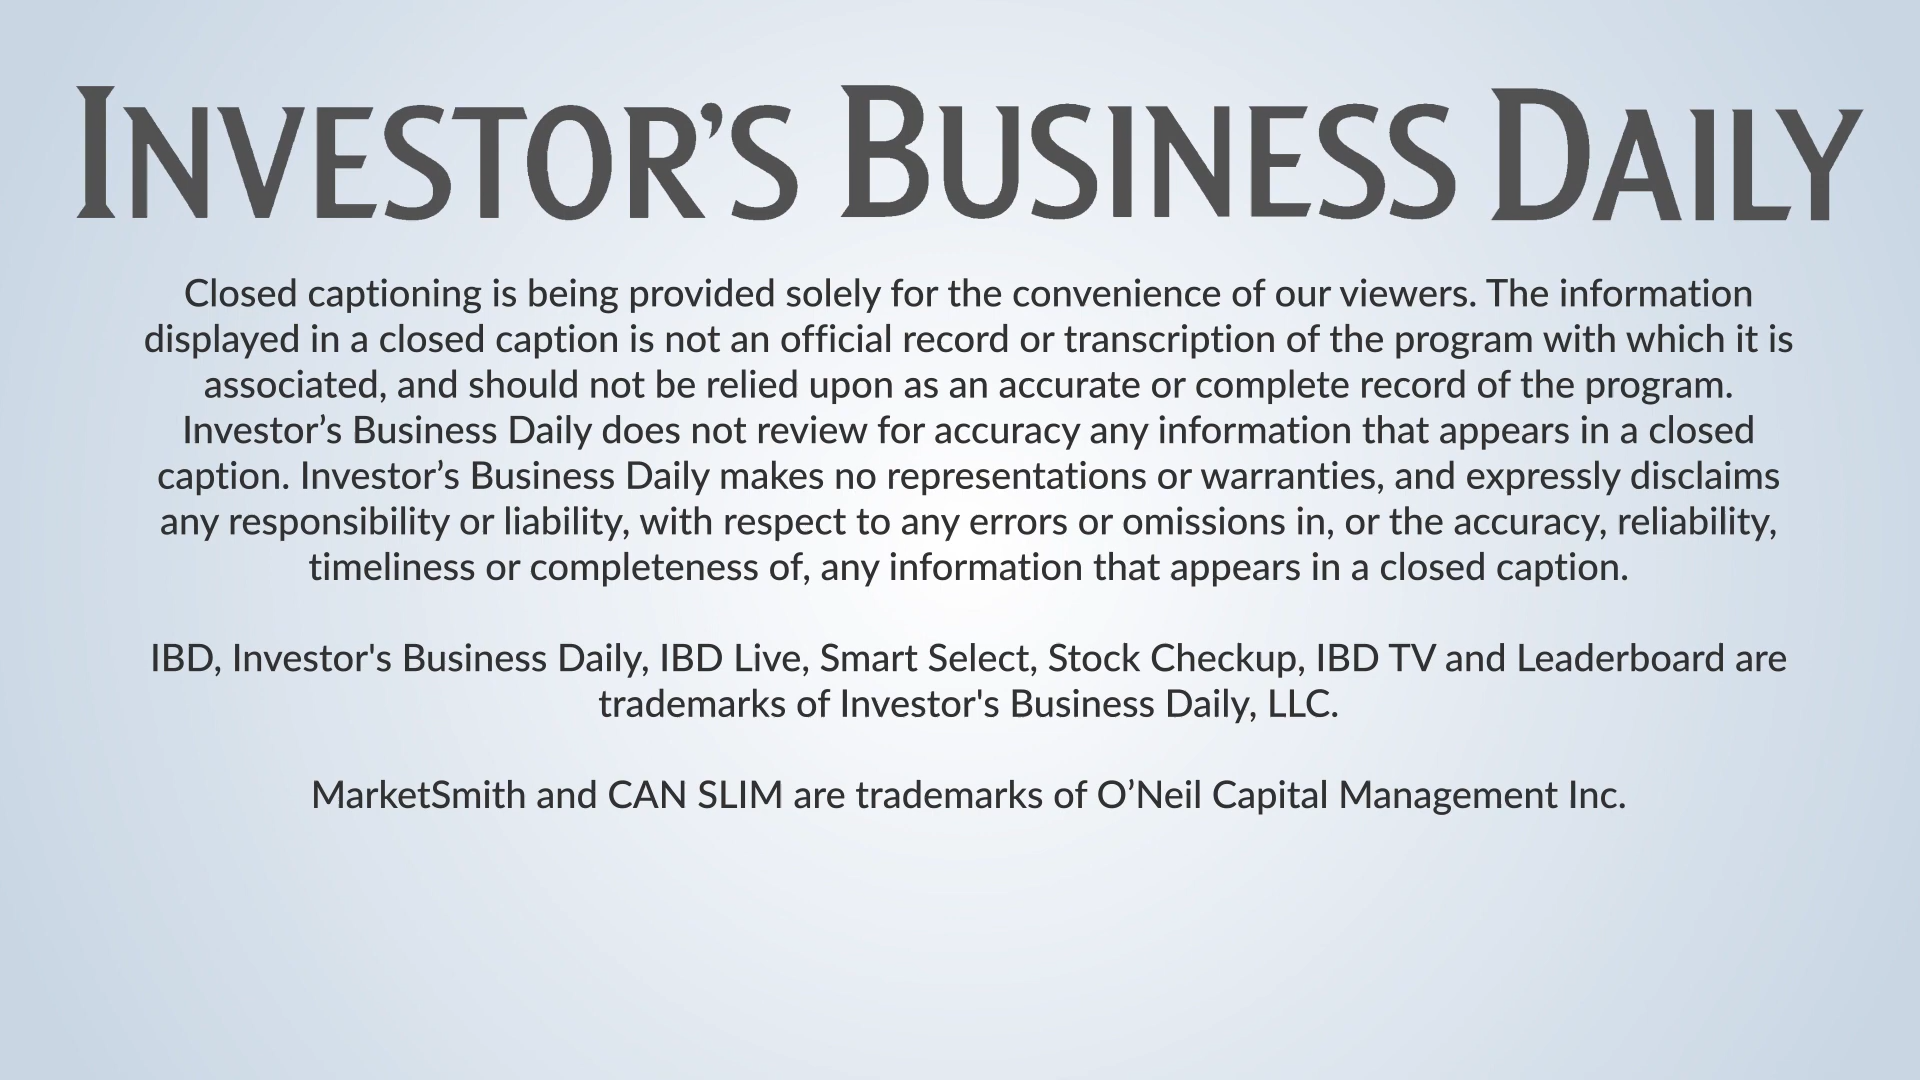 INVESTOR’S BUSINESS DAILY
Closed captioning is being provided solely for the convenience of our viewers. The information
displayed in a closed caption is not an official record or transcription of the program with which it is
associated, and should not be relied upon as an accurate or complete record of the program.
Investor’s Business Daily does not review for accuracy any information that appears in a closed
caption. Investor’s Business Daily makes no representations or warranties, and expressly disclaims
any responsibility or liability, with respect to any errors or omissions in, or the accuracy, reliability,
timeliness or completeness of, any information that appears in a closed caption.
IBD, Investor's Business Daily, IBD Live, Smart Select, Stock Checkup, IBD TV and Leaderboard are
trademarks of Investor's Business Daily, LLC.
MarketSmith and CAN SLIM are trademarks of O’Neil Capital Management Inc.